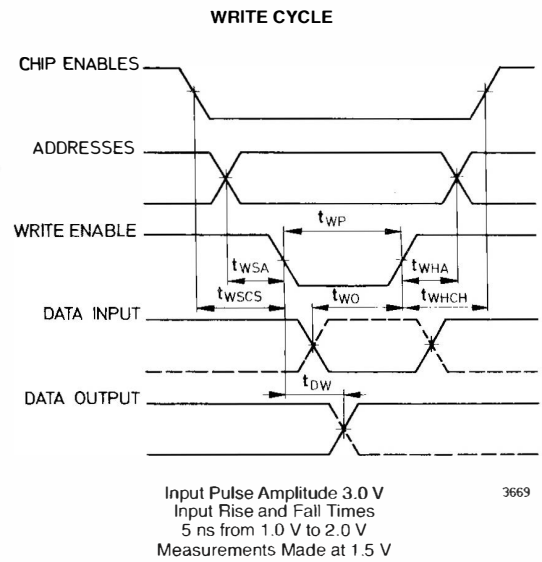 WRITE CYCLE
CHIP ENABLES
ADDRESSES
WRITE ENABLE
tWP
tWSA
tWHA
tWSCS
tWO
tWHCH
DATA INPUT
tDW
DATA OUTPUT
Input Pulse Amplitude 3.0 V
3669
Input Rise and Fall Times
5 ns from 1.0 V to 2.0 V
Measurements Made at 1.5 V